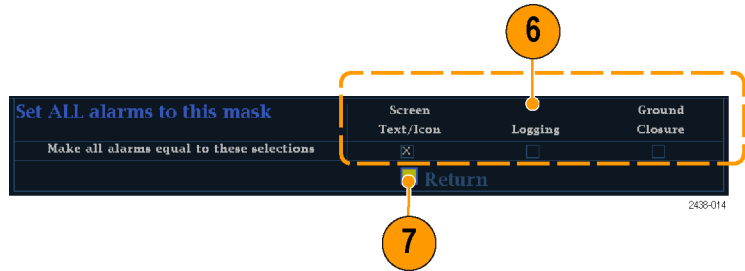 6
Set ALL alarms to this mask
Screen Text/Icon
Logging
Ground Closure
Make all alarms equal to these selections
Return
2438-014
7